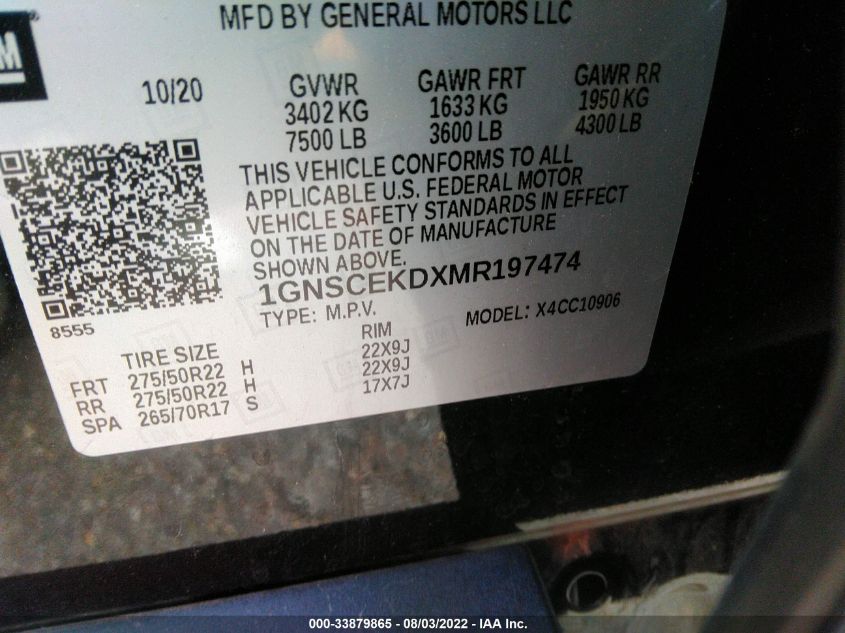 MFD BY GENERAL MOTORS LLC
GM
10/20 GVWR GAWR FRT GAWR RR
3402 KG 1633 KG 1950 KG
7500 LB 3600 LB 4300 LB
THIS VEHICLE CONFORMS TO ALL
APPLICABLE U.S. FEDERAL MOTOR
VEHICLE SAFETY STANDARDS IN EFFECT
ON THE DATE OF MANUFACTURE
SHOWN ABOVE.
1GNSCEKDXMR197474
8555 TYPE: M.P.V. MODEL: X4CC10906
TIRE SIZE RIM
FRT 275/50R22 H 22X9J
RR 275/50R22 H 22X9J
SPA 265/70R17 S 17X7J
000-33879865 - 08/03/2022 - IAA Inc.